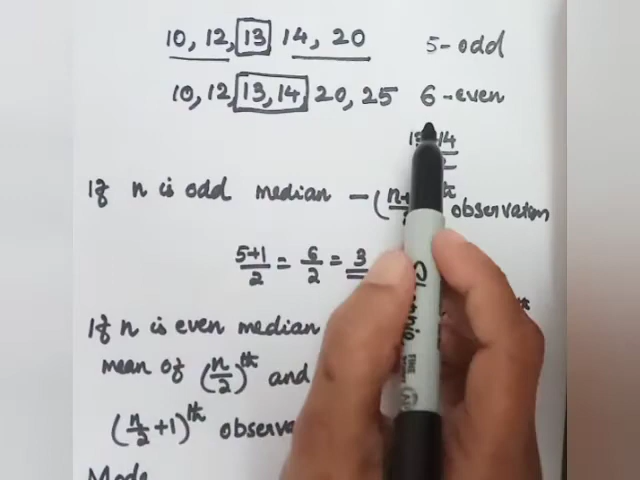 10, 12, 13 14, 20 5-odd
10, 12, 13, 14, 20, 25 6-even
If n is odd median - observation
5+1/2 = 6/2 = 3
If n is even median
mean of (n/2)th and
(n/2 +1)th
Mode